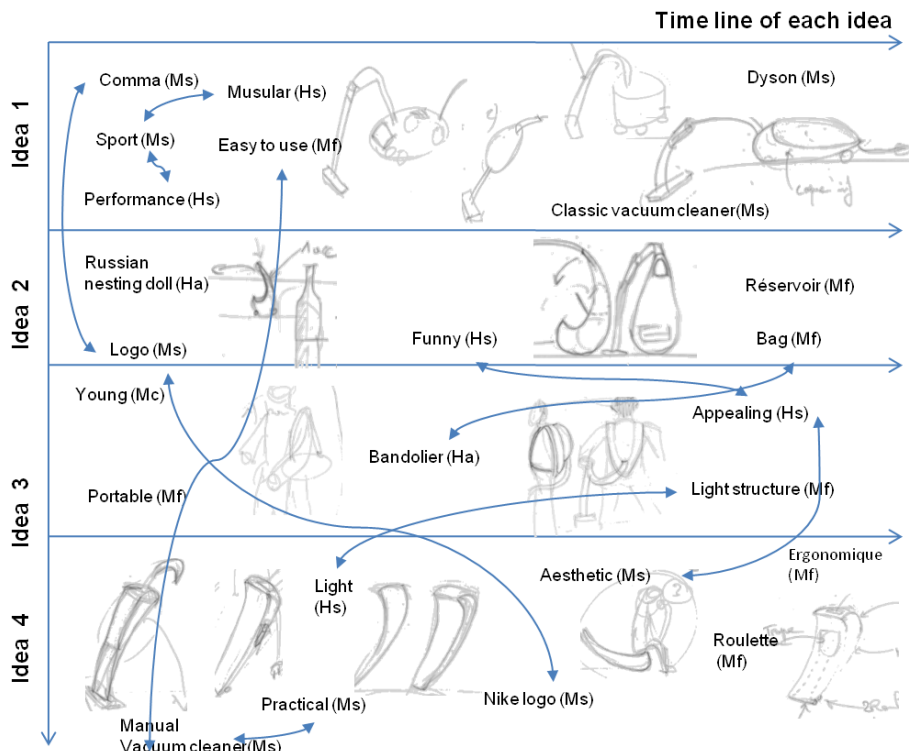 Time line of each idea
Idea 1
Comma (Ms)
Musular (Hs)
Dyson (Ms)
Sport (Ms)
Easy to use (Mf)
Performance (Hs)
Classic vacuum cleaner(Ms)
Idea 2
Russian
nesting doll (Ha)
Réservoir (Mf)
Funny (Hs)
Bag (Mf)
Logo (Ms)
Idea 3
Young (Mc)
Appealing (Hs)
Bandolier (Ha)
Portable (Mf)
Light structure (Mf)
Idea 4
Ergonomique
(Mf)
Aesthetic (Ms)
Light
(Hs)
Roulette
(Mf)
Practical (Ms)
Nike logo (Ms)
Manual
Vacuum cleaner(Ms)